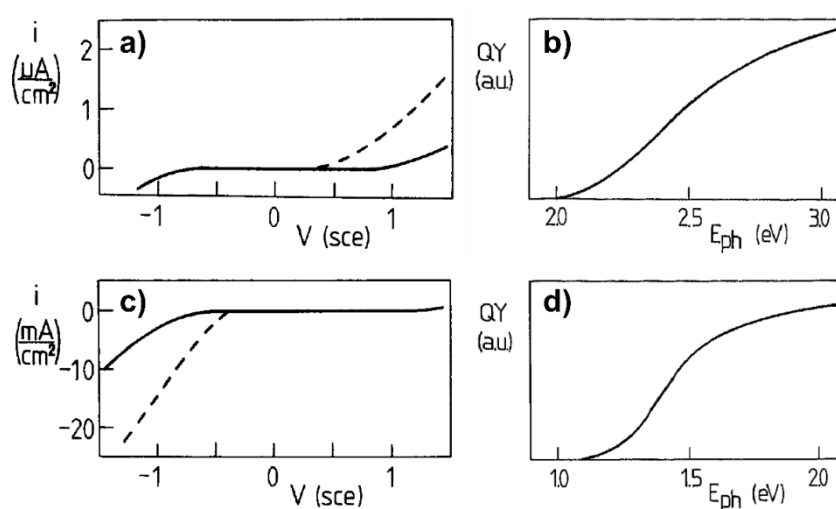 a)
i
(μA/cm²)
2
1
0
-1
0
1
V (sce)
b)
QY
(a.u.)
2.0
2.5
3.0
E_ph (eV)
c)
i
(mA/cm²)
0
-10
-20
-1
0
1
V (sce)
d)
QY
(a.u.)
1.0
1.5
2.0
E_ph (eV)